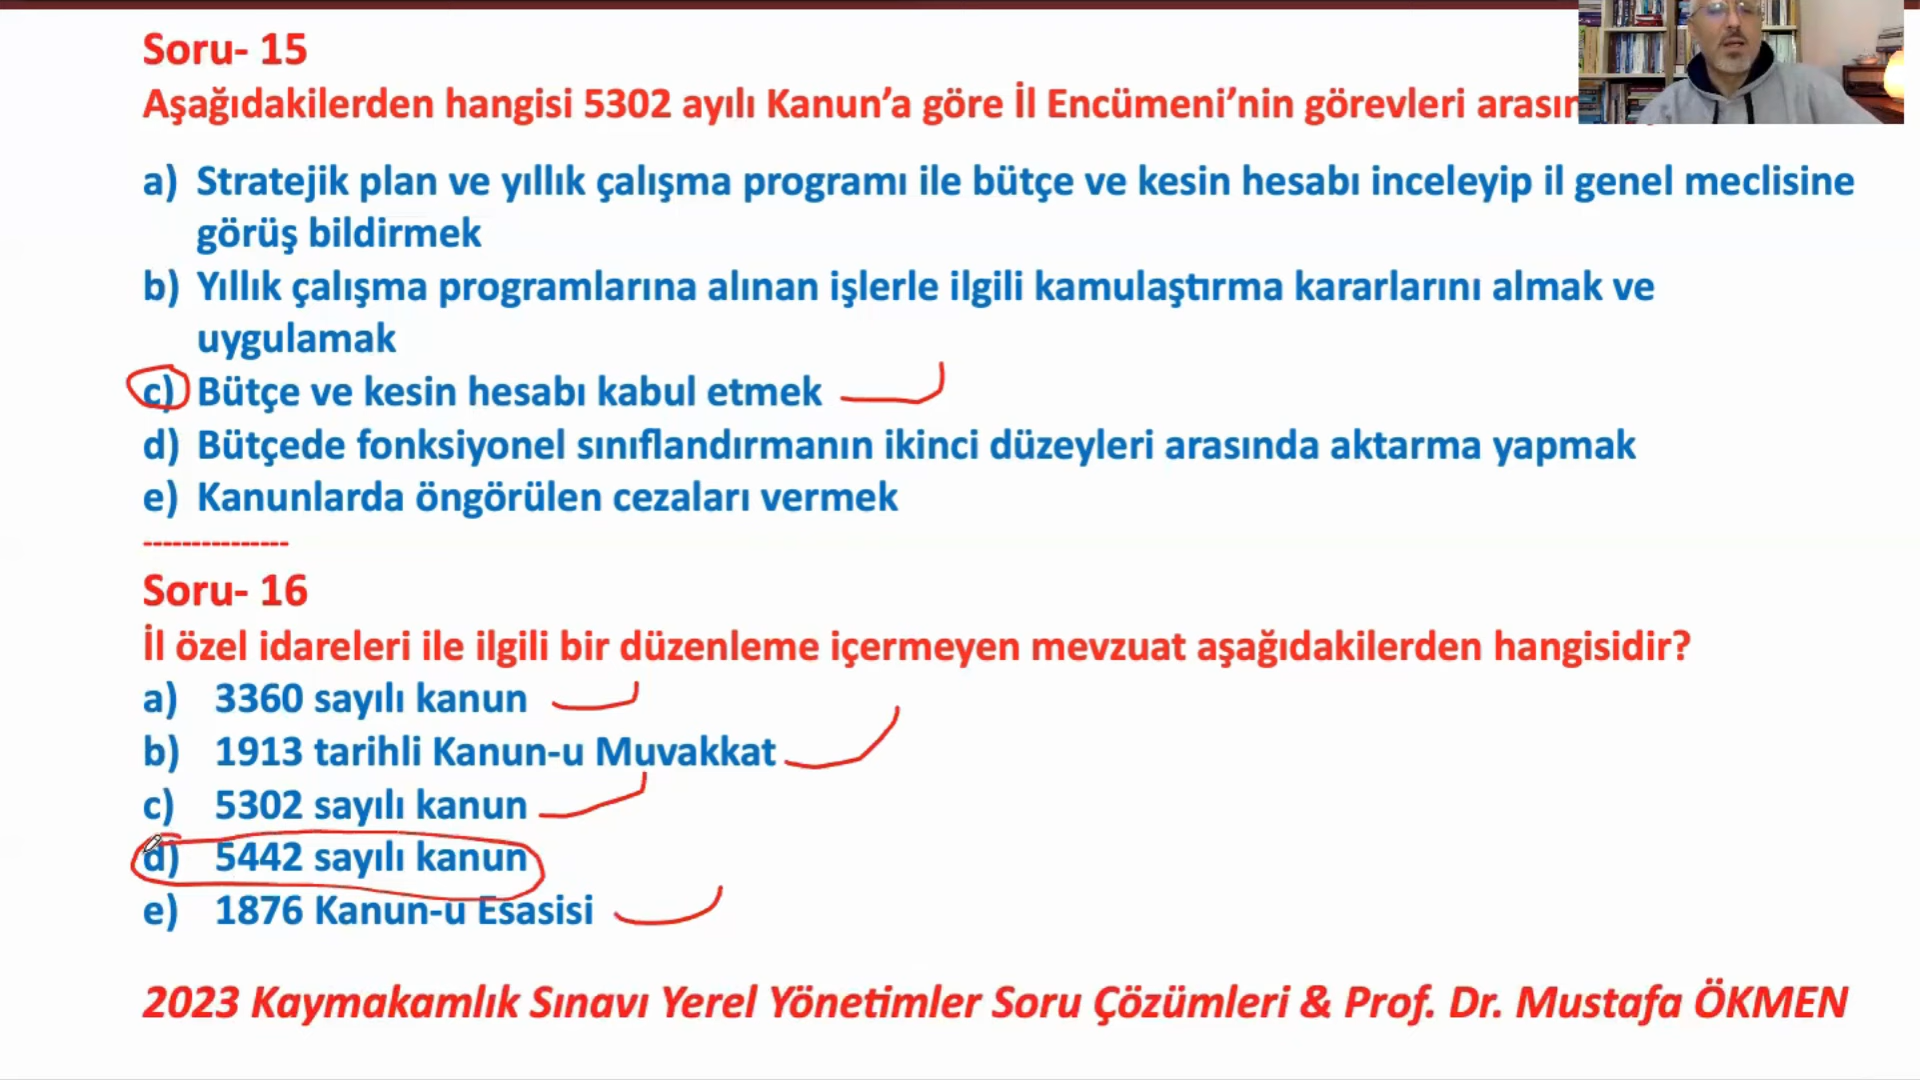 Soru- 15
Aşağıdakilerden hangisi 5302 ayılı Kanun’a göre İl Encümeni’nin görevleri
a) Stratejik plan ve yıllık çalışma programı ile bütçe ve kesin hesabı inceleyip il genel meclisine
görüş bildirmek
b) Yıllık çalışma programlarına alınan işlerle ilgili kamulaştırma kararlarını almak ve
uygulamak
c) Bütçe ve kesin hesabı kabul etmek
d) Bütçede fonksiyonel sınıflandırmanın ikinci düzeyleri arasında aktarma yapmak
e) Kanunlarda öngörülen cezaları vermek
---------------
Soru- 16
İl özel idareleri ile ilgili bir düzenleme içermeyen mevzuat aşağıdakilerden hangisidir?
a) 3360 sayılı kanun
b) 1913 tarihli Kanun-u Muvakkat
c) 5302 sayılı kanun
d) 5442 sayılı kanun
e) 1876 Kanun-u Esasisi
2023 Kaymakamlık Sınavı Yerel Yönetimler Soru Çözümleri & Prof. Dr. Mustafa ÖKMEN